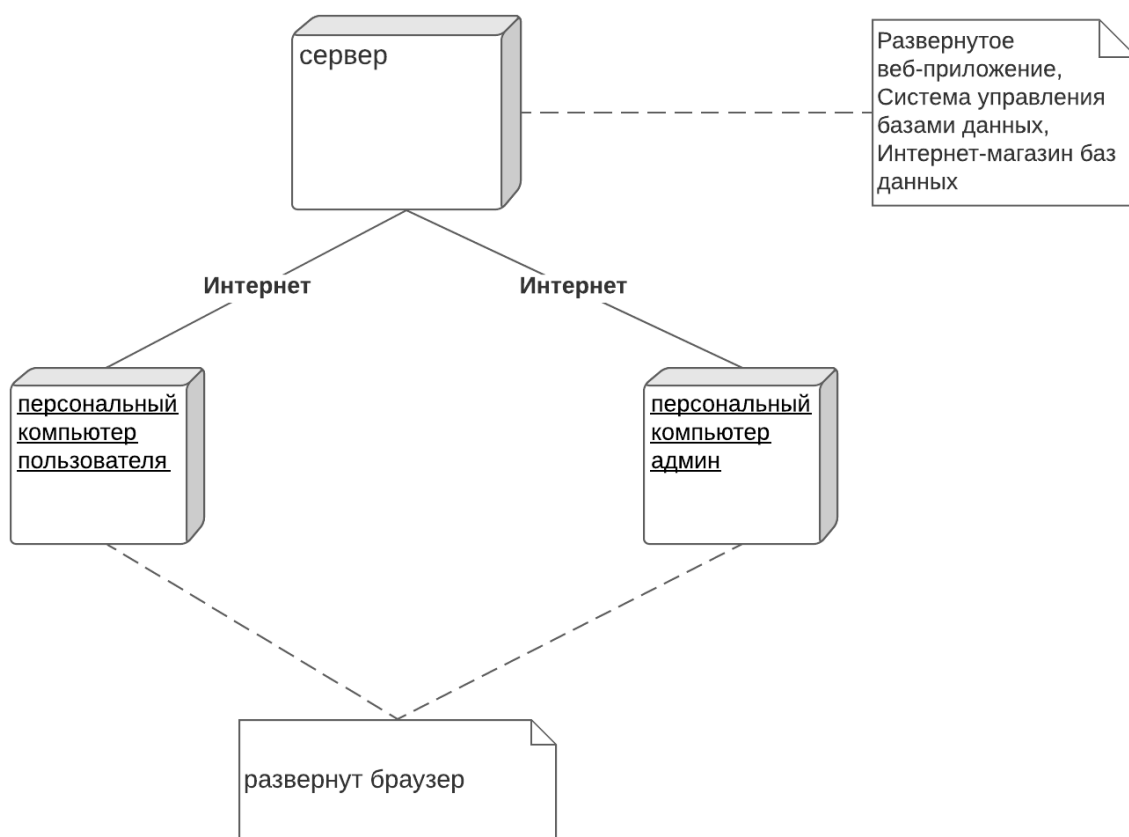 сервер
Развернутое
веб-приложение,
Система управления
базами данных,
Интернет-магазин баз
данных
Интернет
Интернет
персональный
компьютер
пользователя
персональный
компьютер
админ
развернут браузер